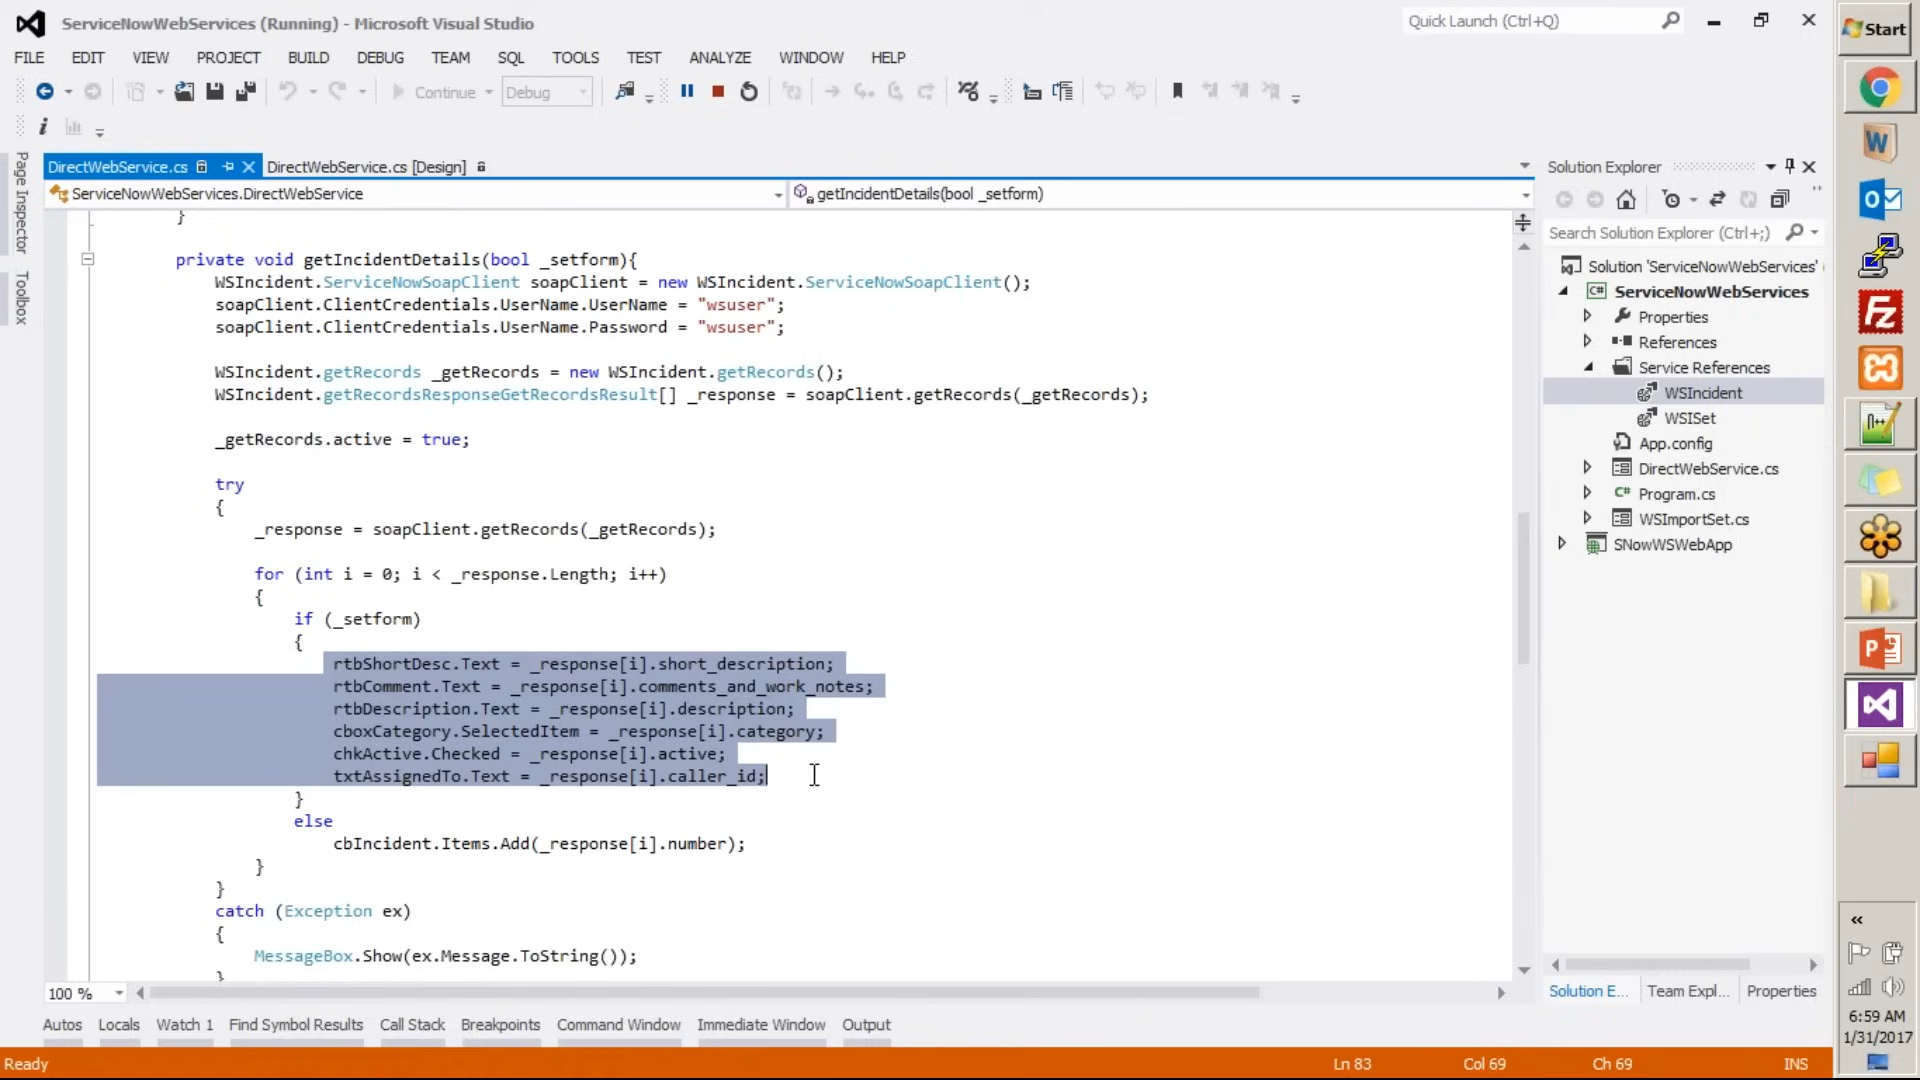 ServiceNowWebServices (Running) - Microsoft Visual Studio
Quick Launch (Ctrl+Q)
Start
FILE EDIT VIEW PROJECT BUILD DEBUG TEAM SQL TOOLS TEST ANALYZE WINDOW HELP
Continue Debug
Page Inspector
Toolbox
DirectWebService.cs DirectWebService.cs [Design]
ServiceNowWebServices.DirectWebService
getIncidentDetails(bool _setform)
}
private void getIncidentDetails(bool _setform){
WSIncident.ServiceNowSoapClient soapClient = new WSIncident.ServiceNowSoapClient();
soapClient.ClientCredentials.UserName.UserName = "wsuser";
soapClient.ClientCredentials.UserName.Password = "wsuser";
WSIncident.getRecords _getRecords = new WSIncident.getRecords();
WSIncident.getRecordsResponseGetRecordsResult[] _response = soapClient.getRecords(_getRecords);
_getRecords.active = true;
try
{
_response = soapClient.getRecords(_getRecords);
for (int i = 0; i < _response.Length; i++)
{
if (_setform)
{
rtbShortDesc.Text = _response[i].short_description;
rtbComment.Text = _response[i].comments_and_work_notes;
rtbDescription.Text = _response[i].description;
cboxCategory.SelectedItem = _response[i].category;
chkActive.Checked = _response[i].active;
txtAssignedTo.Text = _response[i].caller_id;
}
else
cbIncident.Items.Add(_response[i].number);
}
}
catch (Exception ex)
{
MessageBox.Show(ex.Message.ToString());
}
100 %
Solution Explorer
Search Solution Explorer (Ctrl+;)
Solution 'ServiceNowWebServices'
ServiceNowWebServices
Properties
References
Service References
WSIncident
WSISet
App.config
DirectWebService.cs
Program.cs
WSImportSet.cs
SNowWSWebApp
Solution E... Team Expl... Properties
Autos Locals Watch 1 Find Symbol Results Call Stack Breakpoints Command Window Immediate Window Output
Ready Ln 83 Col 69 Ch 69 INS
6:59 AM
1/31/2017